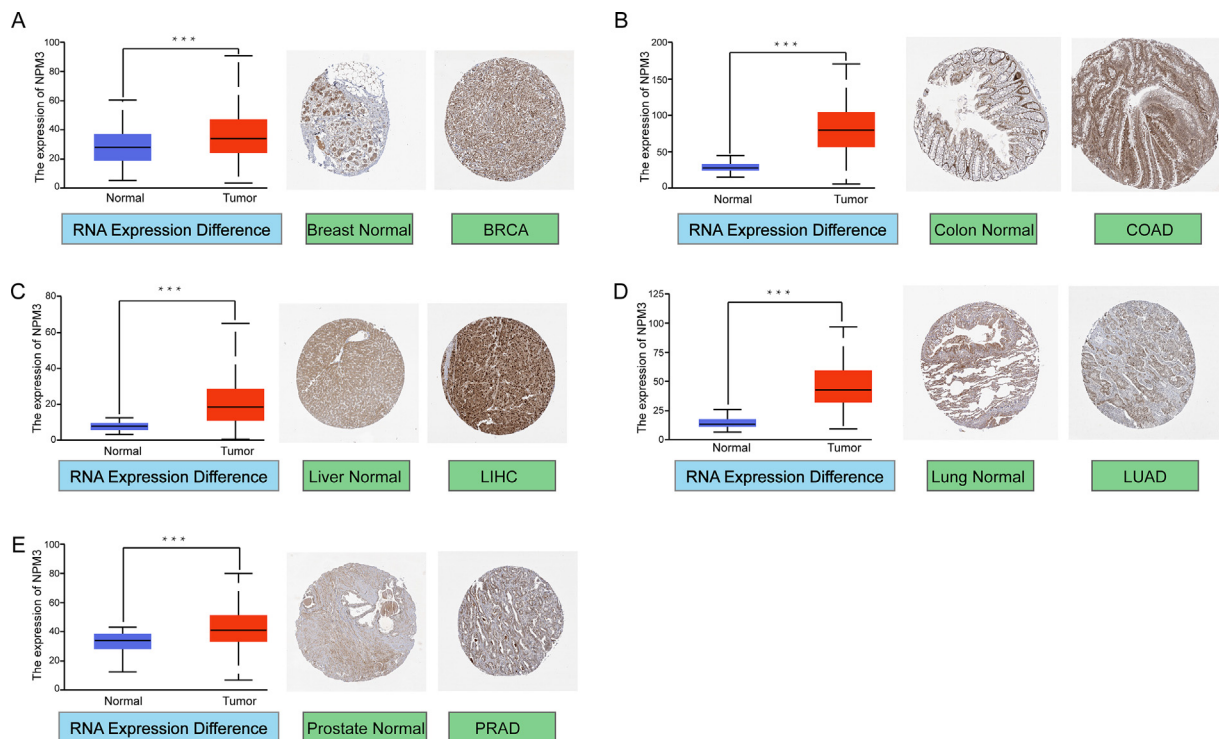 A
The expression of NPM3
100
80
60
40
20
0
* * *
Normal
Tumor
RNA Expression Difference
Breast Normal
BRCA
B
The expression of NPM3
200
150
100
50
0
* * *
Normal
Tumor
RNA Expression Difference
Colon Normal
COAD
C
The expression of NPM3
80
60
40
20
0
* * *
Normal
Tumor
RNA Expression Difference
Liver Normal
LIHC
D
The expression of NPM3
125
100
75
50
25
0
* * *
Normal
Tumor
RNA Expression Difference
Lung Normal
LUAD
E
The expression of NPM3
100
80
60
40
20
0
* * *
Normal
Tumor
RNA Expression Difference
Prostate Normal
PRAD